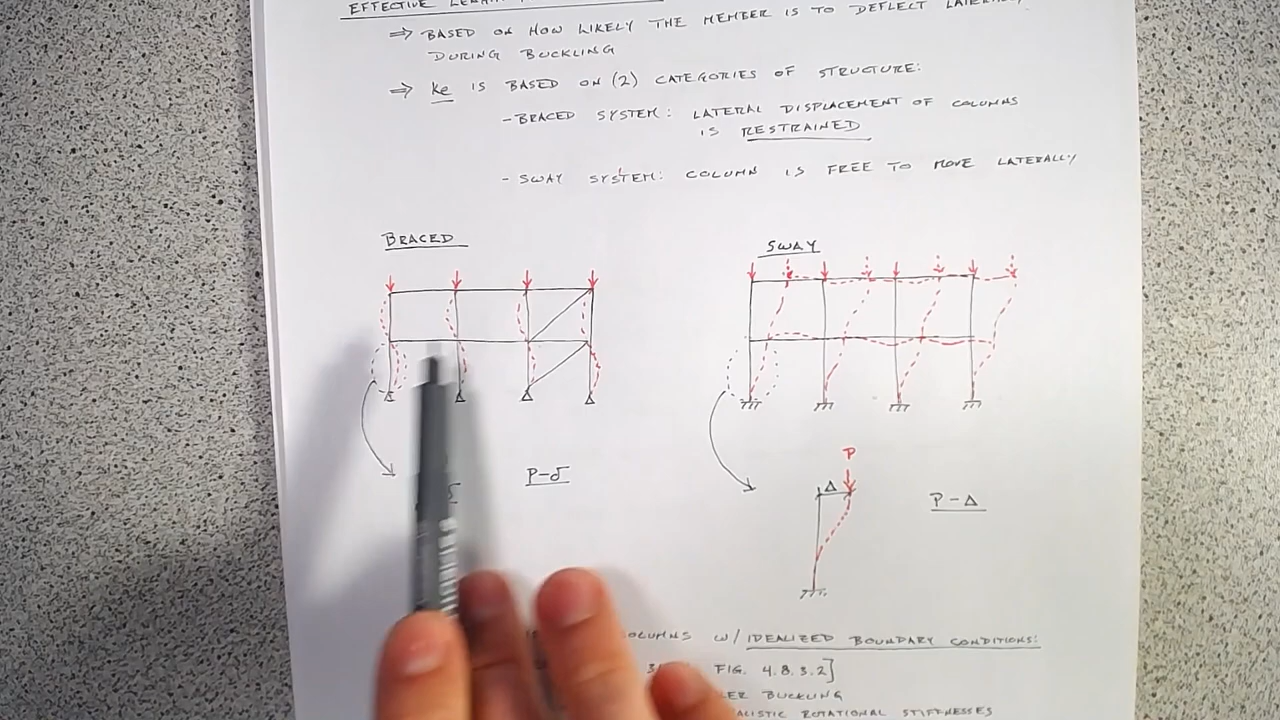 EFFECTIVE
⇒ BASED ON HOW LIKELY THE MEMBER IS TO DEFLECT LATERALLY
DURING BUCKLING
⇒ Ke IS BASED ON (2) CATEGORIES OF STRUCTURE:
- BRACED SYSTEM: LATERAL DISPLACEMENT OF COLUMNS
IS RESTRAINED
- SWAY SYSTEM: COLUMN IS FREE TO MOVE LATERALLY
BRACED
SWAY
P-δ
P
Δ
P-Δ
W/ IDEALIZED BOUNDARY CONDITIONS:
FIG. 4.8.3.2]
BUCKLING
ROTATIONAL STIFFNESSES